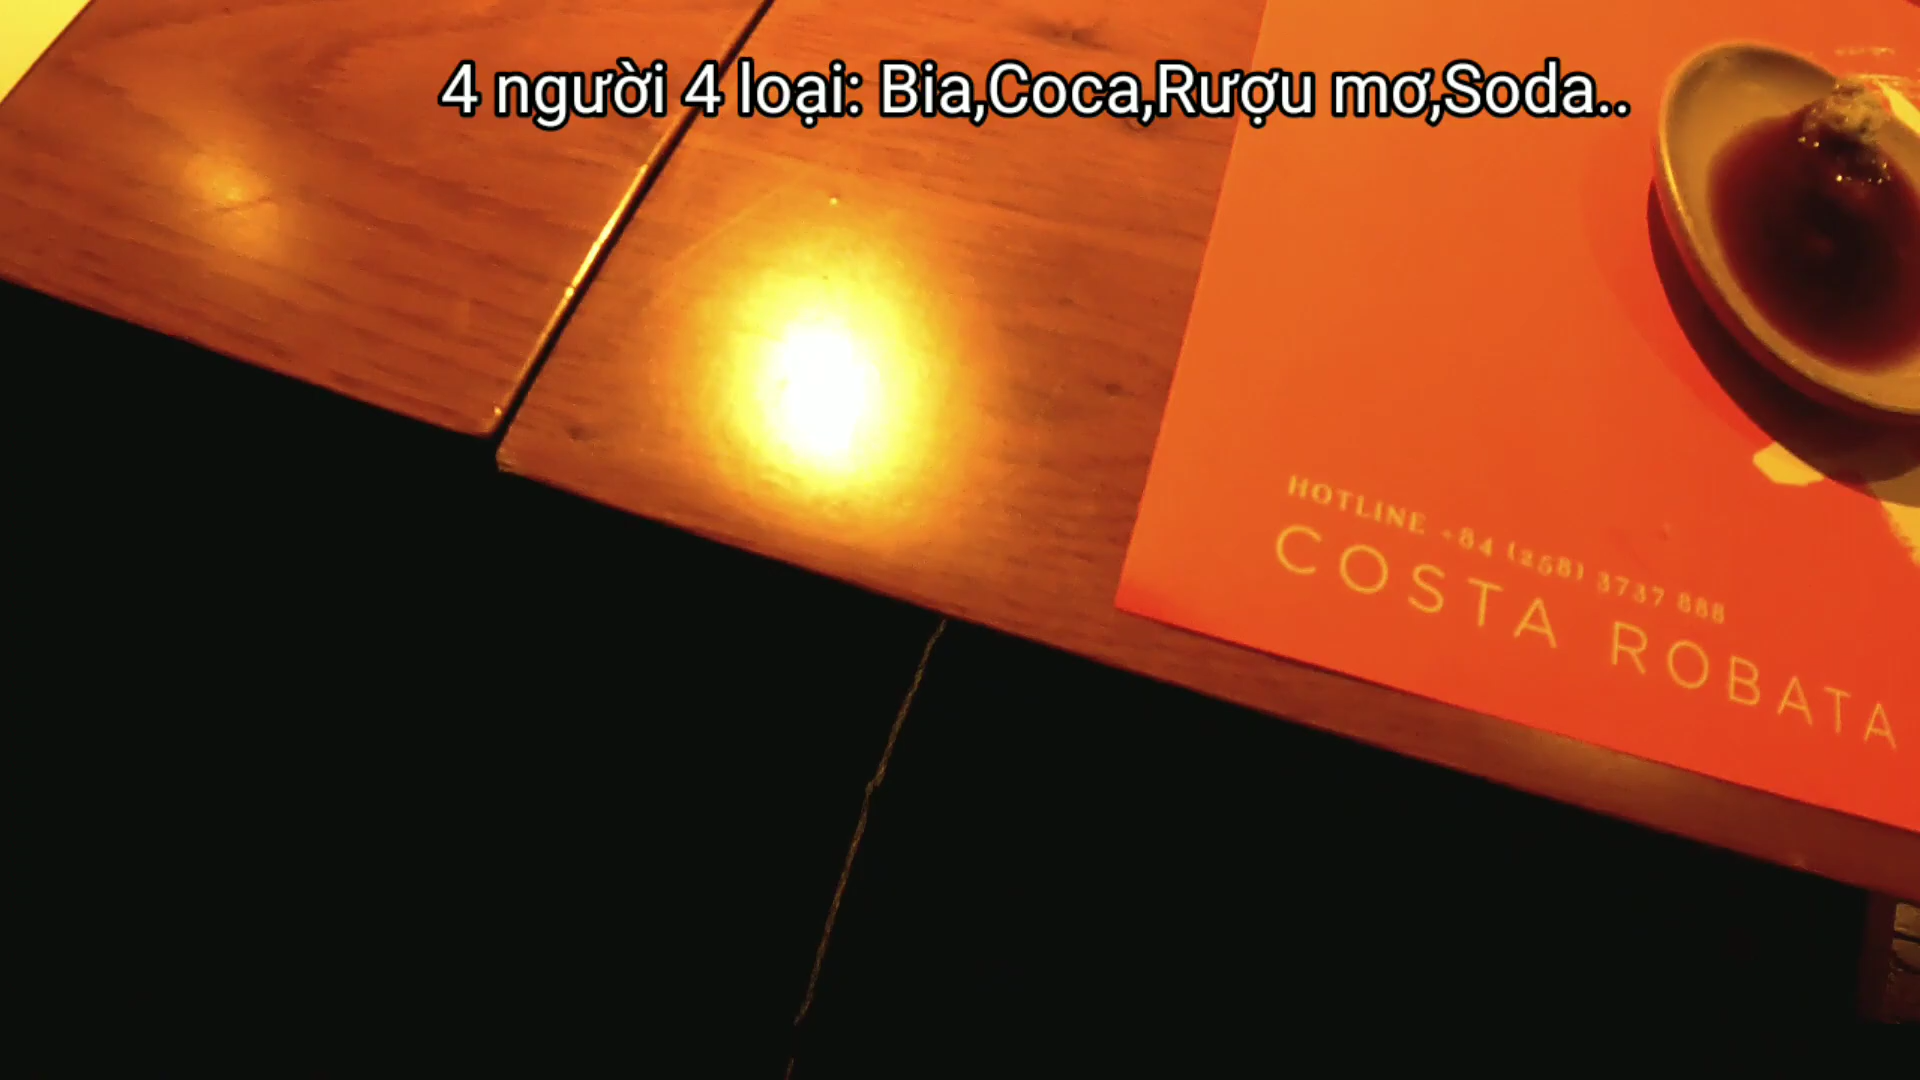 4 người 4 loại: Bia,Coca,Rượu mơ,Soda..
HOTLINE +84 (258) 3737 888
COSTA ROBATA